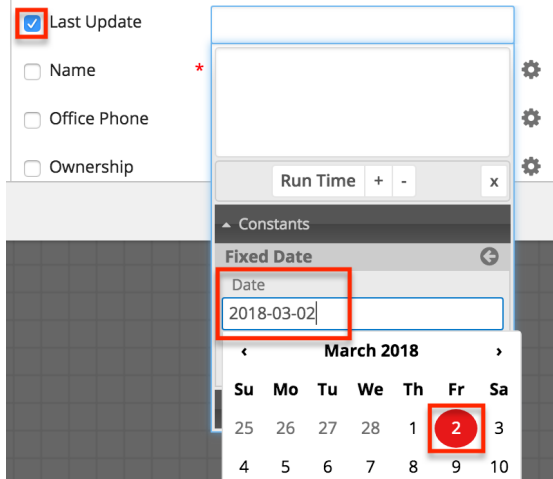 Last Update
Name *
Office Phone
Ownership
Run Time + - x
Constants
Fixed Date
Date
2018-03-02
‹ March 2018 ›
Su Mo Tu We Th Fr Sa
25 26 27 28 1 2 3
4 5 6 7 8 9 10